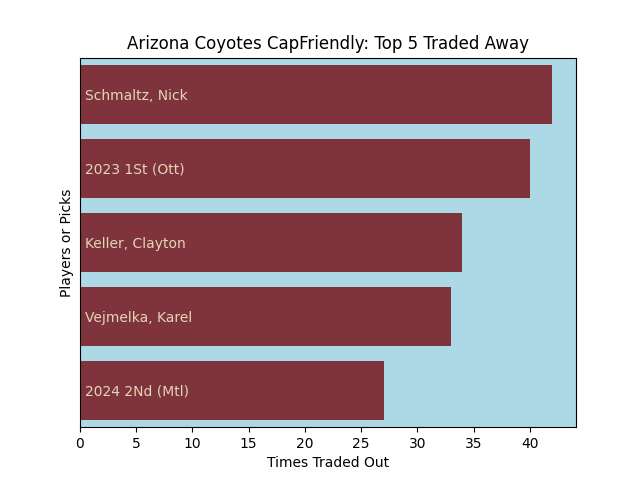 Arizona Coyotes CapFriendly: Top 5 Traded Away
Players or Picks
Schmaltz, Nick
2023 1St (Ott)
Keller, Clayton
Vejmelka, Karel
2024 2Nd (Mtl)
0 5 10 15 20 25 30 35 40
Times Traded Out